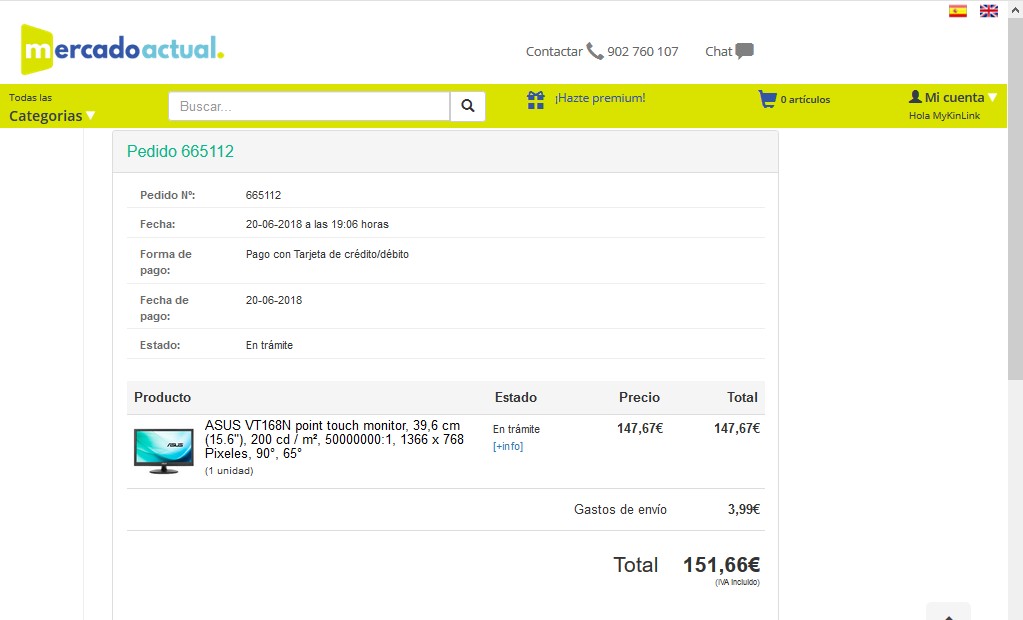 mercadoactual.
Contactar 902 760 107 Chat
Todas las
Categorias
Buscar...
¡Hazte premium!
0 artículos
Mi cuenta
Hola MyKinLink
Pedido 665112
Pedido Nº: 665112
Fecha: 20-06-2018 a las 19:06 horas
Forma de pago: Pago con Tarjeta de crédito/débito
Fecha de pago: 20-06-2018
Estado: En trámite
Producto Estado Precio Total
ASUS VT168N point touch monitor, 39,6 cm
(15.6"), 200 cd / m², 50000000:1, 1366 x 768
Pixeles, 90°, 65°
(1 unidad)
En trámite
[+info]
147,67€ 147,67€
ASUS
Gastos de envío 3,99€
Total 151,66€
(IVA incluido)